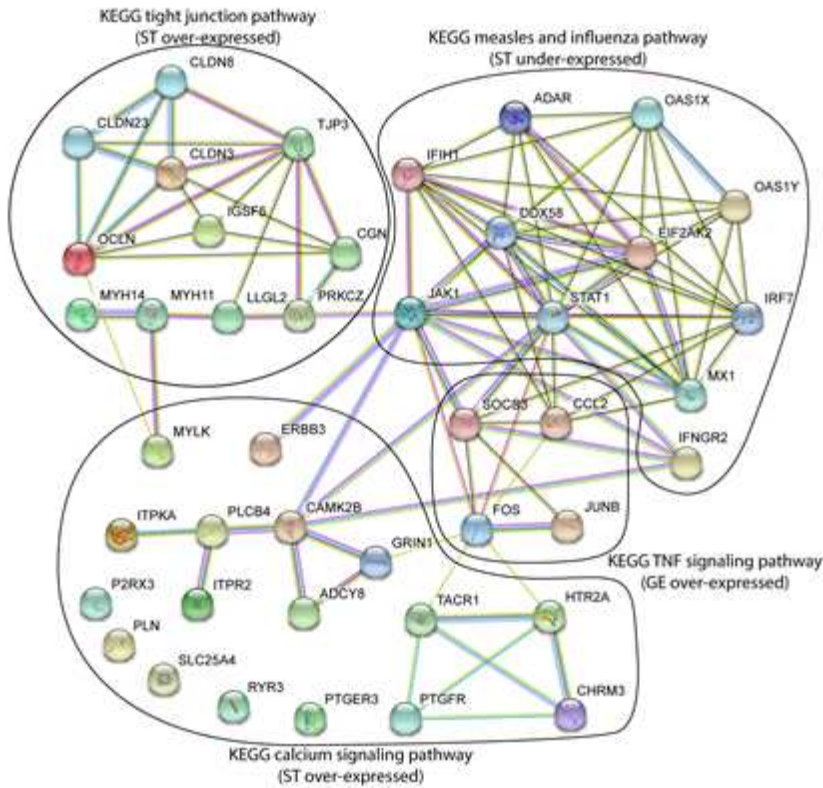 KEGG tight junction pathway
(ST over-expressed)
KEGG measles and influenza pathway
(ST under-expressed)
CLDN8
CLDN23
TJP3
CLDN3
IGSF5
OCLN
CGN
MYH14
MYH11
LLGL2
PRKCZ
ADAR
OAS1X
IFIH1
OAS1Y
DDX58
EIF2AK2
JAK1
STAT1
IRF7
MX1
SOCS3
CCL2
IFNGR2
MYLK
ERBB3
FOS
JUNB
ITPKA
PLCB4
CAMK2B
GRIN1
KEGG TNF signaling pathway
(GE over-expressed)
P2RX3
ITPR2
ADCY8
TACR1
HTR2A
PLN
SLC25A4
RYR3
PTGER3
PTGFR
CHRM3
KEGG calcium signaling pathway
(ST over-expressed)